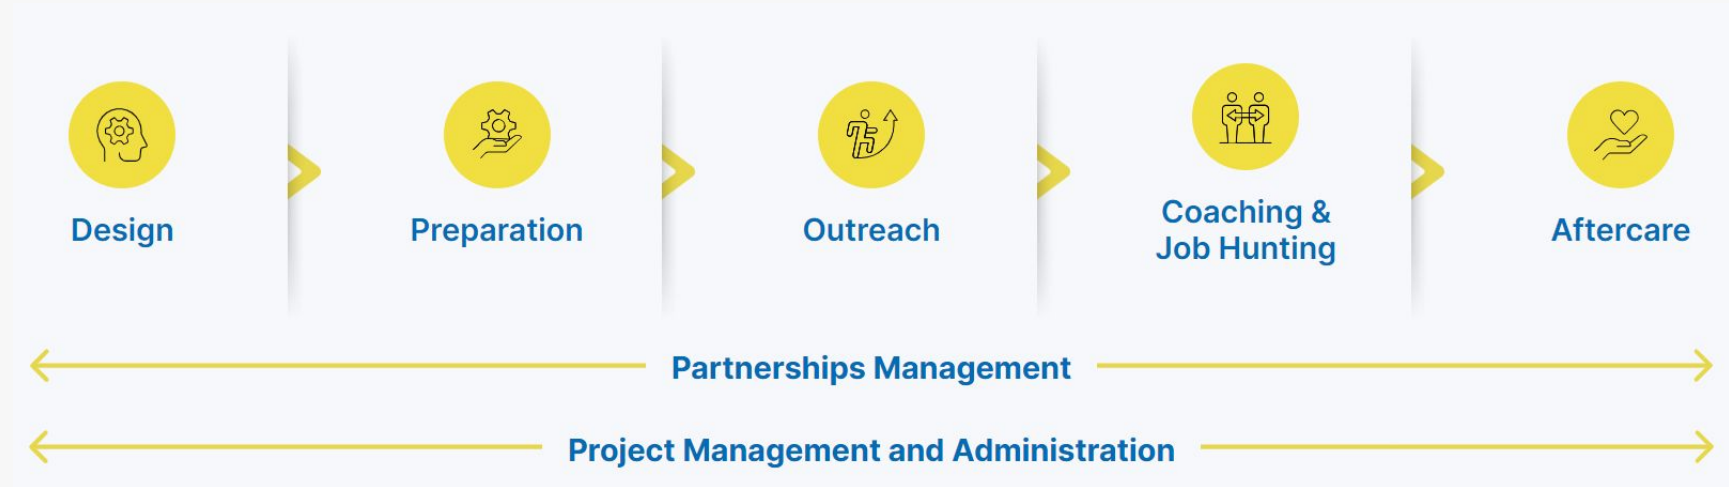 Design
Preparation
Outreach
Coaching &
Job Hunting
Aftercare
Partnerships Management
Project Management and Administration